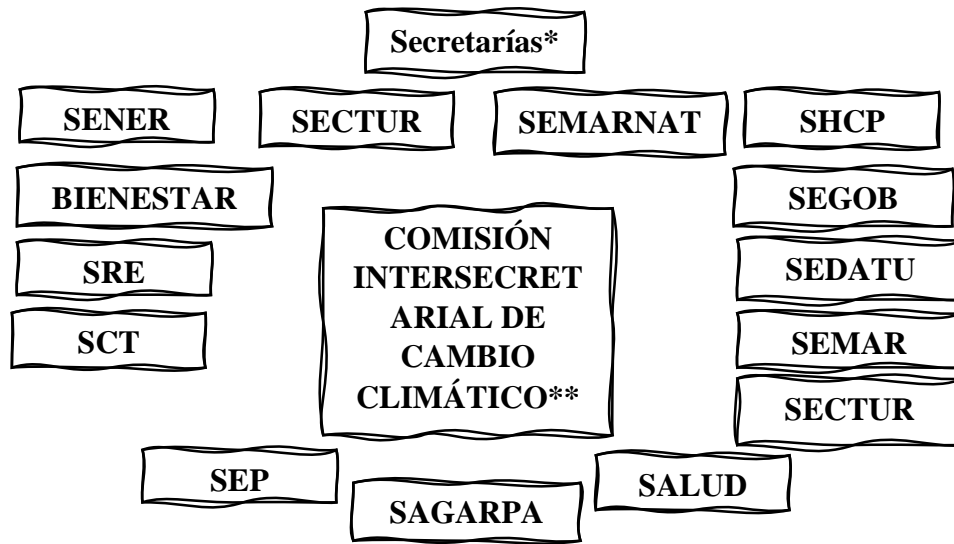 Secretarías*
SENER
SECTUR
SEMARNAT
SHCP
BIENESTAR
SEGOB
COMISIÓN
INTERSECRET
ARIAL DE
CAMBIO
CLIMÁTICO**
SRE
SEDATU
SCT
SEMAR
SECTUR
SEP
SAGARPA
SALUD